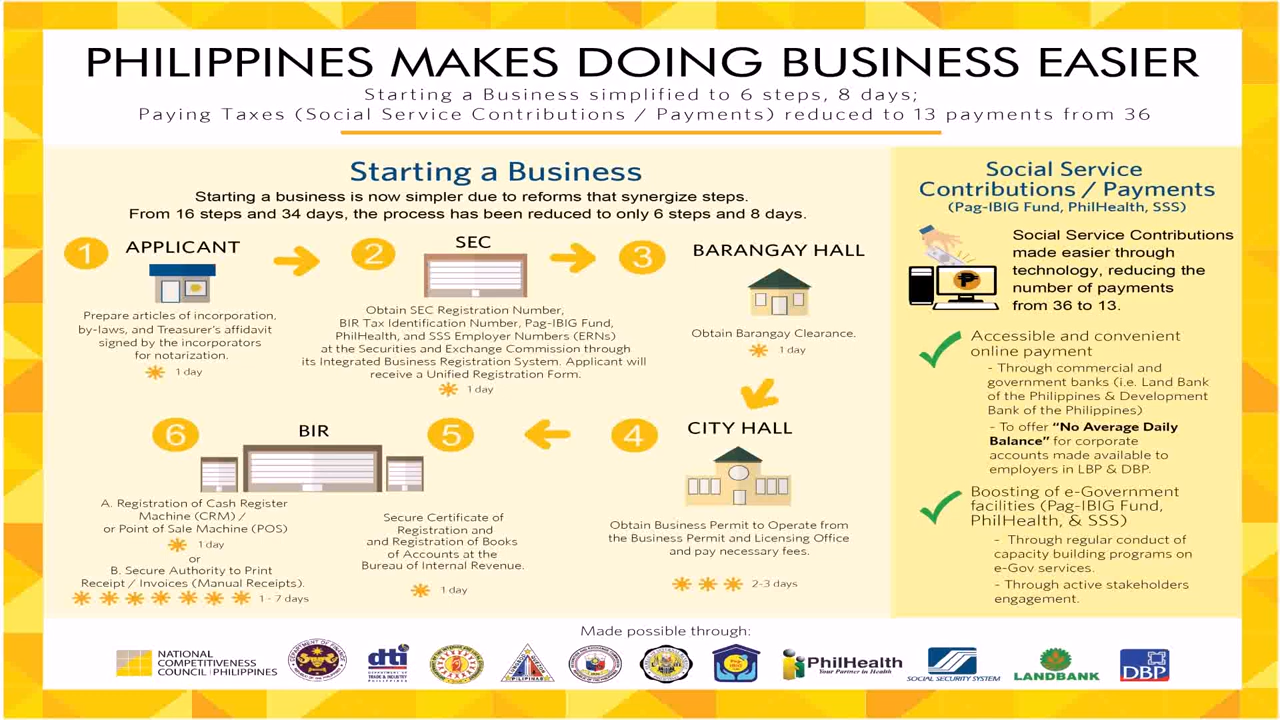 PHILIPPINES MAKES DOING BUSINESS EASIER
Starting a Business simplified to 6 steps, 8 days;
Paying Taxes (Social Service Contributions / Payments) reduced to 13 payments from 36
Starting a Business
Starting a business is now simpler due to reforms that synergize steps.
From 16 steps and 34 days, the process has been reduced to only 6 steps and 8 days.
1
APPLICANT
Prepare articles of incorporation,
by-laws, and Treasurer's affidavit
signed by the incorporators
for notarization.
1 day
2
SEC
Obtain SEC Registration Number,
BIR Tax Identification Number, Pag-IBIG Fund,
PhilHealth, and SSS Employer Numbers (ERNs)
at the Securities and Exchange Commission through
its Integrated Business Registration System. Applicant will
receive a Unified Registration Form.
1 day
3
BARANGAY HALL
Obtain Barangay Clearance.
1 day
4
CITY HALL
Obtain Business Permit to Operate from
the Business Permit and Licensing Office
and pay necessary fees.
2-3 days
5
BIR
Secure Certificate of
Registration and
and Registration of Books
of Accounts at the
Bureau of Internal Revenue.
1 day
6
A. Registration of Cash Register
Machine (CRM) /
or Point of Sale Machine (POS)
1 day
or
B. Secure Authority to Print
Receipt / Invoices (Manual Receipts).
1 - 7 days
Social Service
Contributions / Payments
(Pag-IBIG Fund, PhilHealth, SSS)
Social Service Contributions
made easier through
technology, reducing the
number of payments
from 36 to 13.
Accessible and convenient
online payment
- Through commercial and
government banks (i.e. Land Bank
of the Philippines & Development
Bank of the Philippines)
- To offer "No Average Daily
Balance" for corporate
accounts made available to
employers in LBP & DBP.
Boosting of e-Government
facilities (Pag-IBIG Fund,
PhilHealth, & SSS)
- Through regular conduct of
capacity building programs on
e-Gov services.
- Through active stakeholders
engagement.
Made possible through:
NATIONAL
COMPETITIVENESS
COUNCIL PHILIPPINES
dti
DEPARTMENT OF
TRADE & INDUSTRY
PHILIPPINES
PILIPINAS
PhilHealth
Your Partner in Health
SOCIAL SECURITY SYSTEM
LANDBANK
DBP